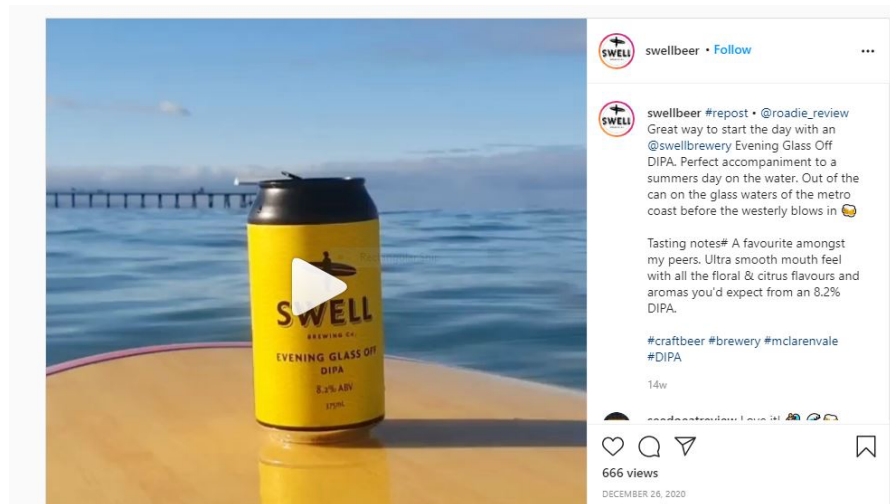 SWELL
BREWING CO.
EVENING GLASS OFF
DIPA
8.2% ABV
375ML
SWELL
swellbeer • Follow
SWELL
swellbeer #repost • @roadie_review
Great way to start the day with an
@swellbrewery Evening Glass Off
DIPA. Perfect accompaniment to a
summers day on the water. Out of the
can on the glass waters of the metro
coast before the westerly blows in 🍻
Tasting notes# A favourite amongst
my peers. Ultra smooth mouth feel
with all the floral & citrus flavours and
aromas you'd expect from an 8.2%
DIPA.
#craftbeer #brewery #mclarenvale
#DIPA
14w
Love it!
666 views
DECEMBER 26, 2020